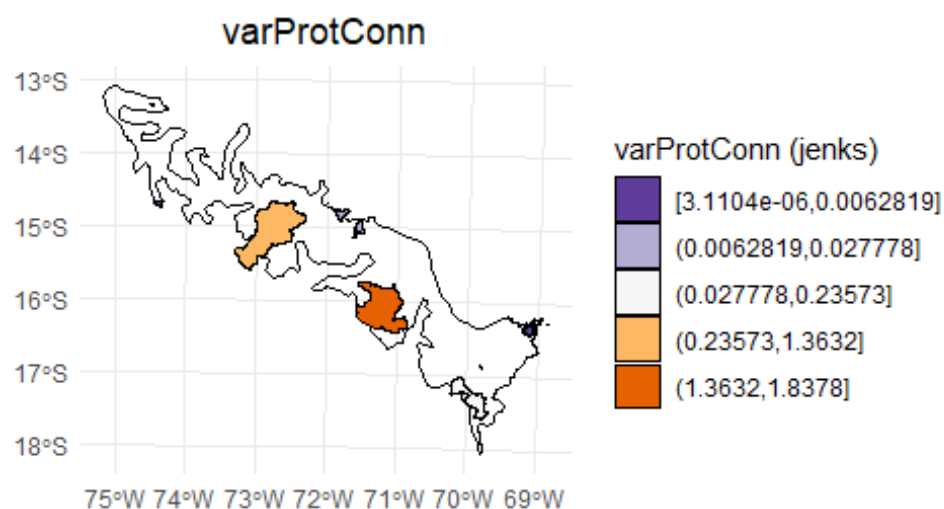 varProtConn
13°S
14°S
15°S
16°S
17°S
18°S
75°W 74°W 73°W 72°W 71°W 70°W 69°W
varProtConn (jenks)
[3.1104e-06,0.0062819]
(0.0062819,0.027778]
(0.027778,0.23573]
(0.23573,1.3632]
(1.3632,1.8378]